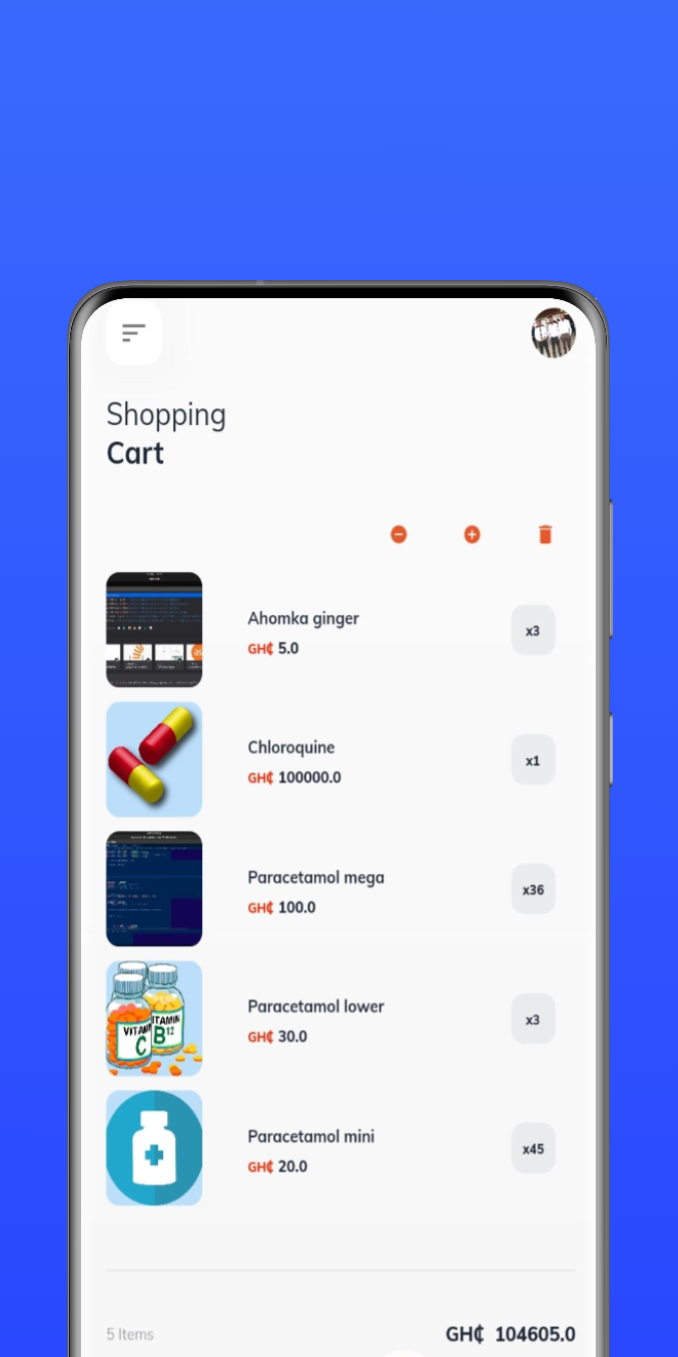 Shopping
Cart
Ahomka ginger
GH₵ 5.0
x3
Chloroquine
GH₵ 100000.0
x1
Paracetamol mega
GH₵ 100.0
x36
VITAMIN
C
VITAMIN
B12
Paracetamol lower
GH₵ 30.0
x3
Paracetamol mini
GH₵ 20.0
x45
5 Items
GH₵ 104605.0